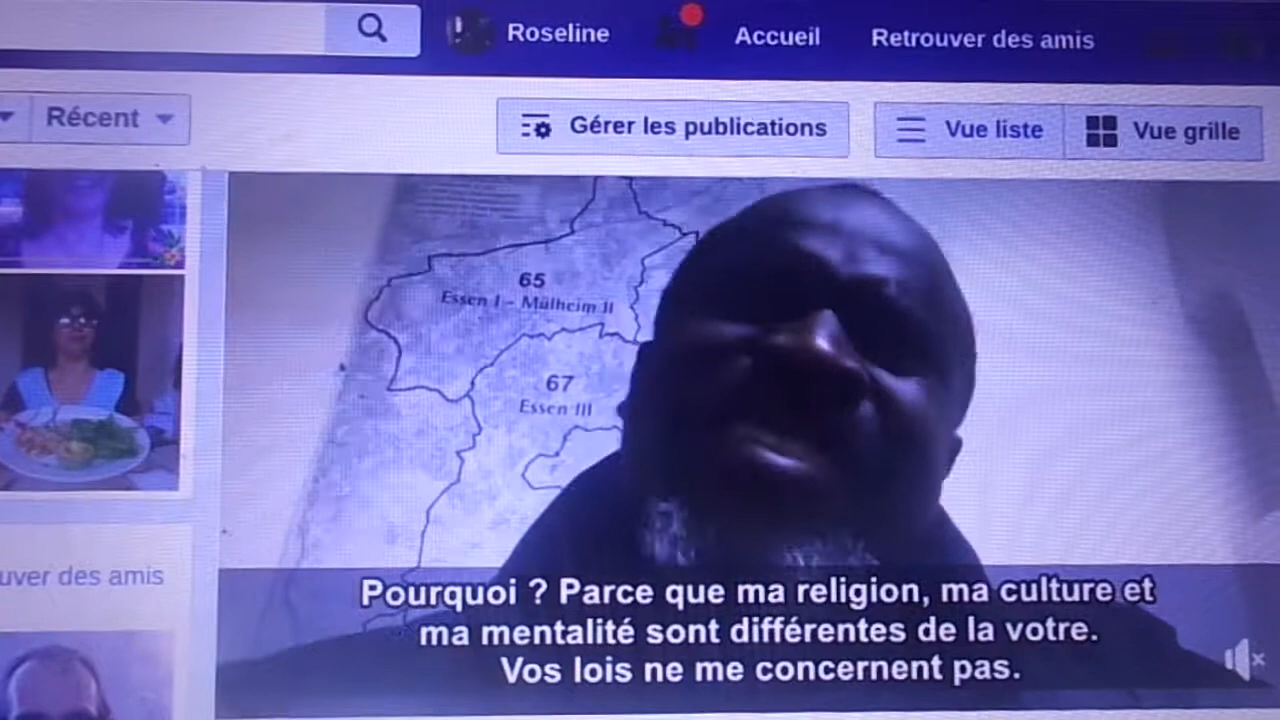 Roseline
Accueil
Retrouver des amis
Récent
Gérer les publications
Vue liste
Vue grille
65
Essen I – Mülheim II
67
Essen III
uver des amis
Pourquoi ? Parce que ma religion, ma culture et
ma mentalité sont différentes de la votre.
Vos lois ne me concernent pas.